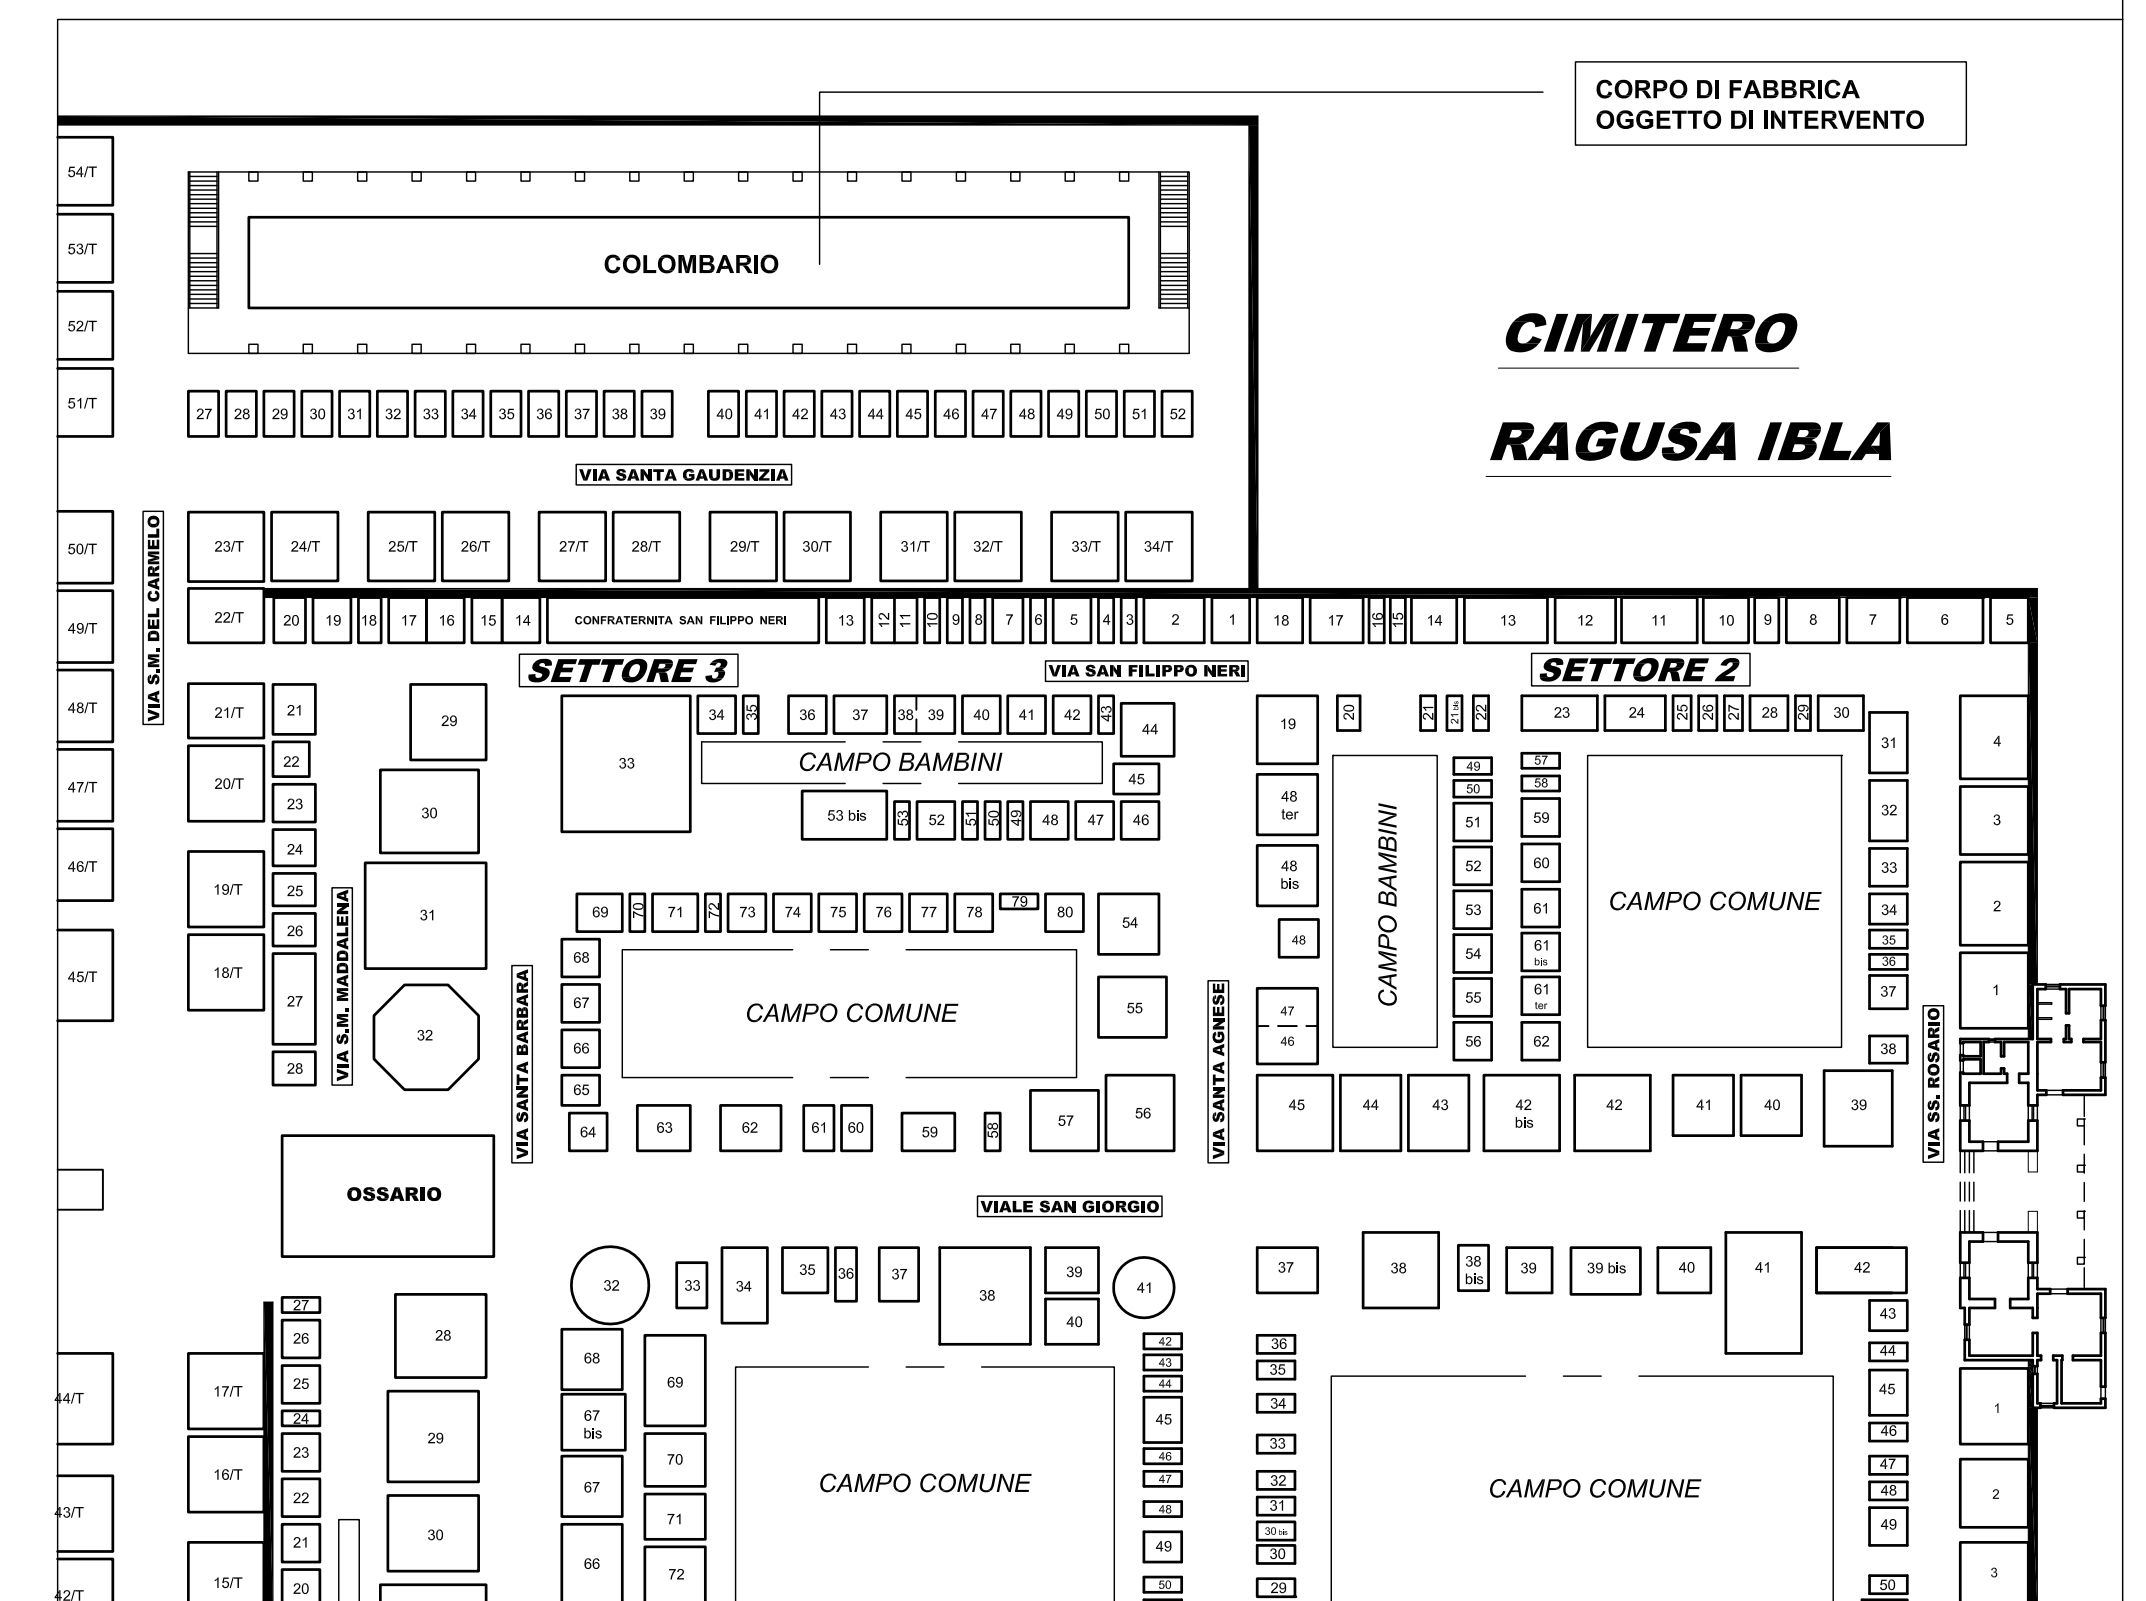 CORPO DI FABBRICA
OGGETTO DI INTERVENTO
54/T
53/T
COLOMBARIO
52/T
CIMITERO
51/T
27 28 29 30 31 32 33 34 35 36 37 38 39 40 41 42 43 44 45 46 47 48 49 50 51 52
RAGUSA IBLA
VIA SANTA GAUDENZIA
50/T 23/T 24/T 25/T 26/T 27/T 28/T 29/T 30/T 31/T 32/T 33/T 34/T
VIA S.M. DEL CARMELO
49/T 22/T 20 19 18 17 16 15 14 CONFRATERNITA SAN FILIPPO NERI 13 12 11 10 9 8 7 6 5 4 3 2 1 18 17 16 15 14 13 12 11 10 9 8 7 6 5
SETTORE 3
VIA SAN FILIPPO NERI
SETTORE 2
48/T 21/T 21 29 34 35 36 37 38 39 40 41 42 43 44 19 20 21 21 bis 22 23 24 25 26 27 28 29 30
31 4
33 CAMPO BAMBINI
22 49 57
47/T 20/T 45 50 58
23 30 53 bis 53 52 51 50 49 48 47 46
48
ter
51 59 32 3
CAMPO BAMBINI
46/T 24 48
bis
52 60 33
19/T 25 31 69 70 71 72 73 74 75 76 77 78 79 80 54 53 61 CAMPO COMUNE 34 2
VIA S.M. MADDALENA
26 48 35
68 54 61
bis
36
45/T 18/T 27 67 CAMPO COMUNE 55 47 55 61
ter
37 1
VIA SANTA BARBARA
VIA SANTA AGNESE
VIA SS. ROSARIO
32 66 46 56 62 38
28 65
64 63 62 61 60 59 58 57 56 45 44 43 42
bis
42 41 40 39
OSSARIO
VIALE SAN GIORGIO
32 33 34 35 36 37 38 39 41 37 38 38
bis
39 39 bis 40 41 42
27 40 43
26 28 68 42 36 44
43 35
44/T 17/T 25 69 44 34 45 1
24 67
bis
45 46
23 29 33
16/T 70 46 47
22 67 CAMPO COMUNE 47 32 CAMPO COMUNE 48 2
43/T 71 48 31
21 30 49 30 bis 49
66 30
42/T 15/T 20 72 50 29 50 3